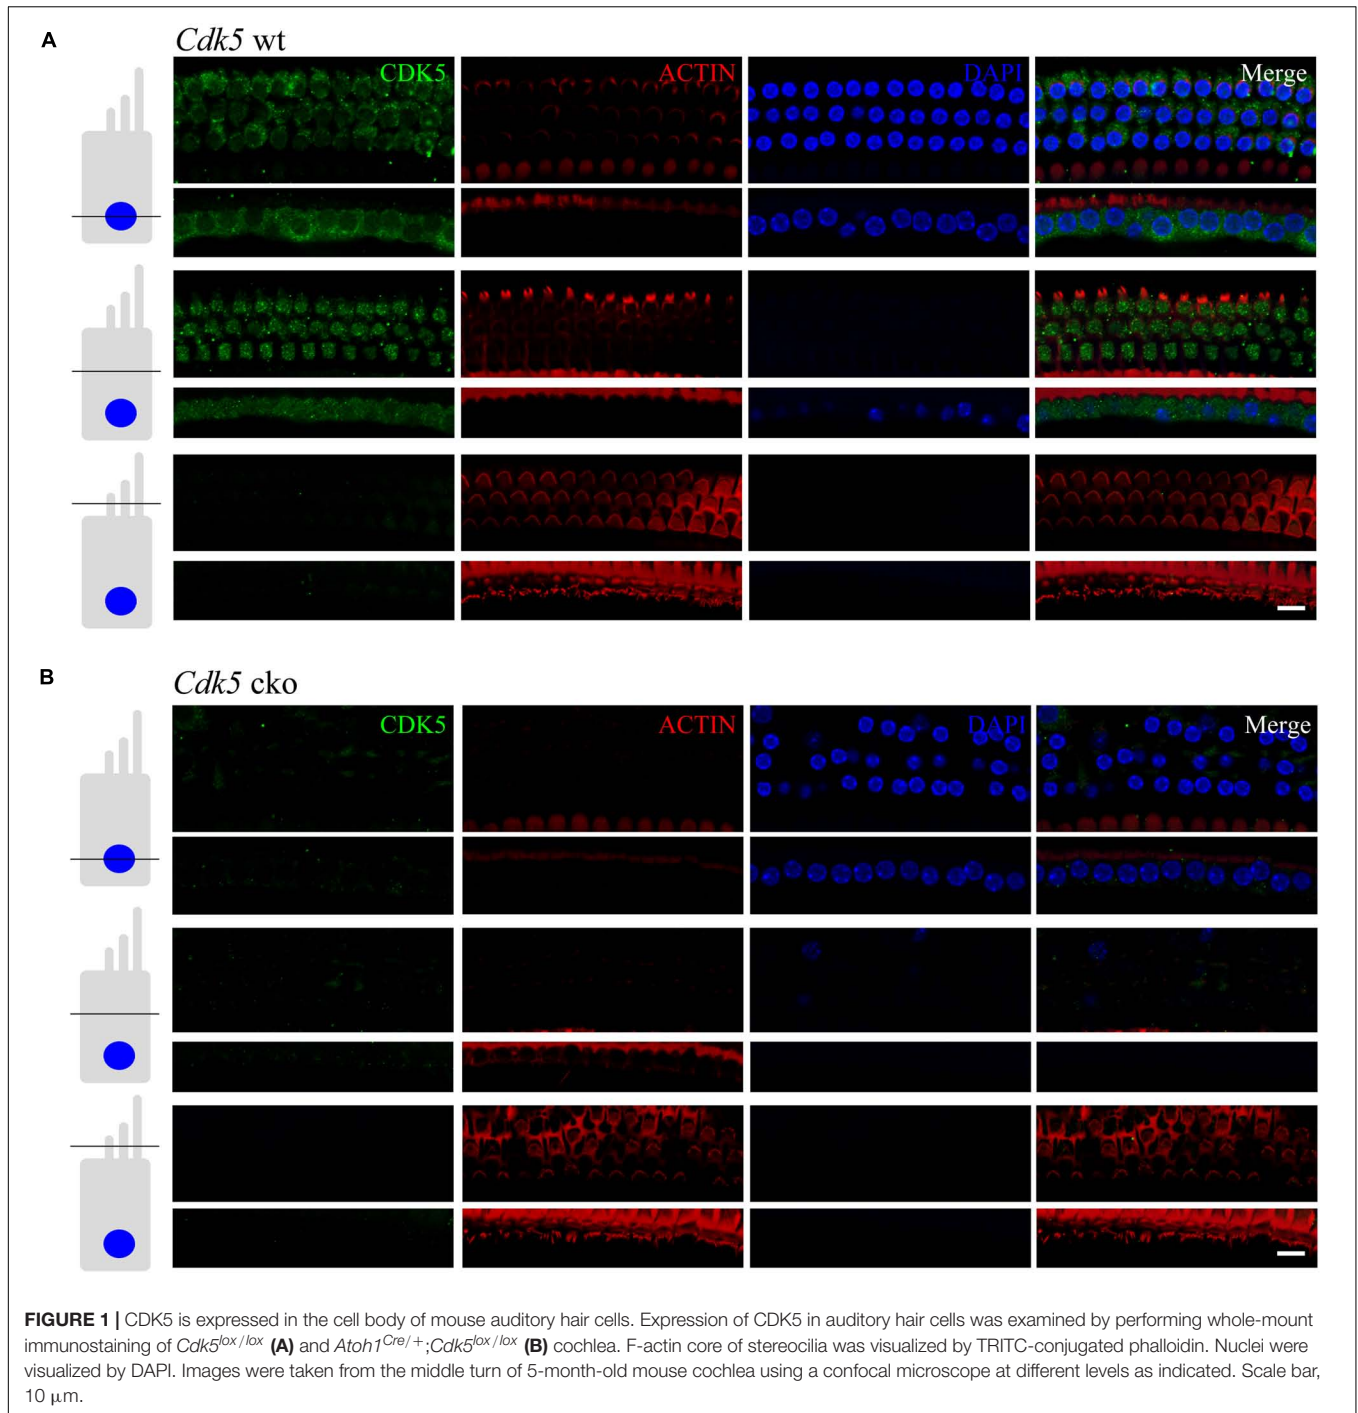 A
Cdk5 wt
CDK5 ACTIN DAPI Merge
B
Cdk5 cko
CDK5 ACTIN DAPI Merge
FIGURE 1 | CDK5 is expressed in the cell body of mouse auditory hair cells. Expression of CDK5 in auditory hair cells was examined by performing whole-mount
immunostaining of Cdk5lox/lox (A) and Atoh1Cre/+;Cdk5lox/lox (B) cochlea. F-actin core of stereocilia was visualized by TRITC-conjugated phalloidin. Nuclei were
visualized by DAPI. Images were taken from the middle turn of 5-month-old mouse cochlea using a confocal microscope at different levels as indicated. Scale bar,
10 μm.